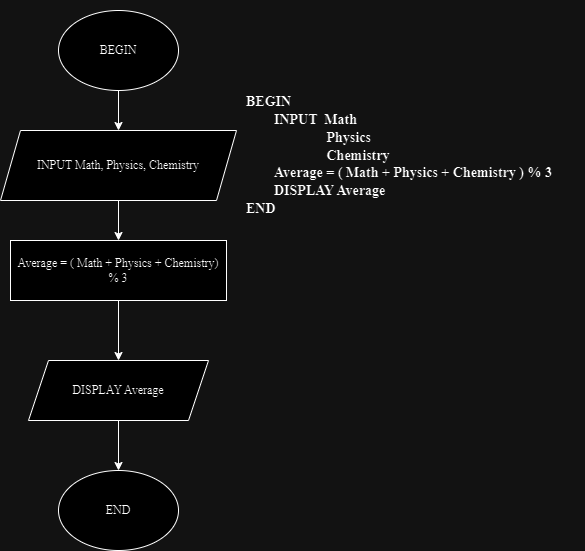 BEGIN
INPUT Math, Physics, Chemistry
Average = ( Math + Physics + Chemistry)
% 3
DISPLAY Average
END
BEGIN
INPUT Math
Physics
Chemistry
Average = ( Math + Physics + Chemistry ) % 3
DISPLAY Average
END